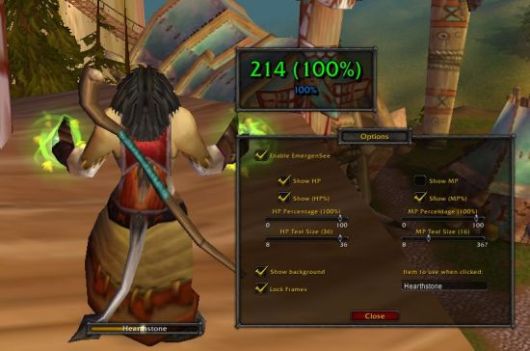 214 (100%)
100%
Options
Enable EmergenSee
Show HP
Show MP
Show (HP%)
Show (MP%)
HP Percentage (100%)
MP Percentage (100%)
0 100
0 100
HP Text Size (36)
MP Text Size (16)
8 36
8 36?
Show background
Item to use when clicked:
Lock Frames
Hearthstone
Close
Hearthstone